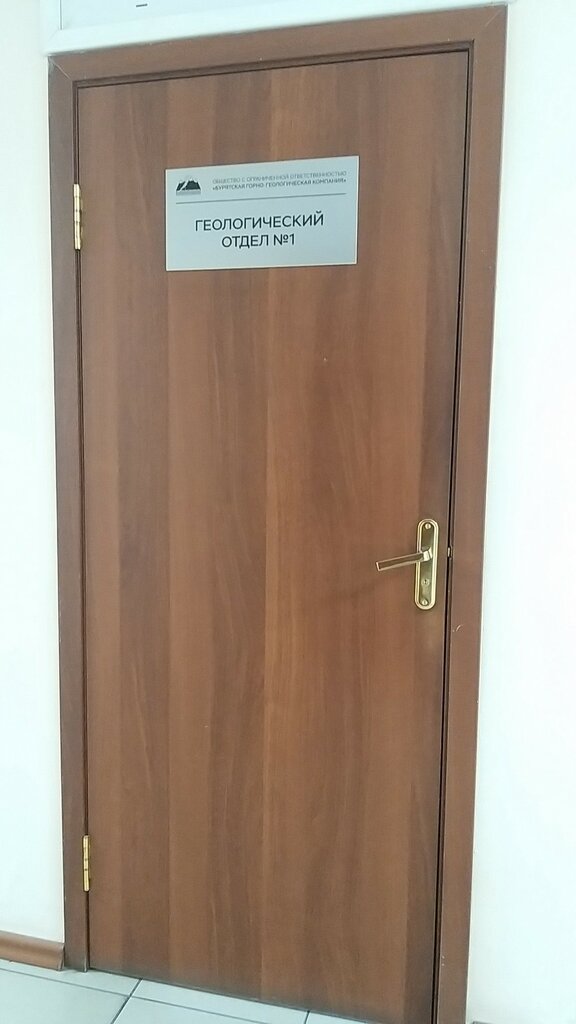 ОБЩЕСТВО С ОГРАНИЧЕННОЙ ОТВЕТСТВЕННОСТЬЮ
«БУРЯТСКАЯ ГОРНО-ГЕОЛОГИЧЕСКАЯ КОМПАНИЯ»
ГЕОЛОГИЧЕСКИЙ
ОТДЕЛ №1